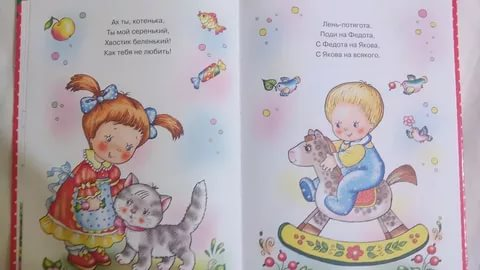 Ах ты, котенька,
Ты мой серенький,
Хвостик беленький!
Как тебя не любить!
Лень-потягота,
Поди на Федота,
С Федота на Якова,
С Якова на всякого.